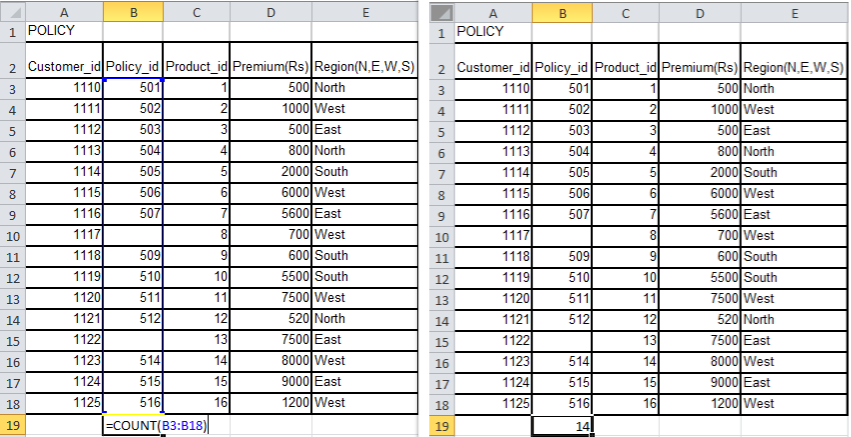 A B C D E
1 POLICY
2 Customer_id Policy_id Product_id Premium(Rs) Region(N,E,W,S)
3 1110 501 1 500 North
4 1111 502 2 1000 West
5 1112 503 3 500 East
6 1113 504 4 800 North
7 1114 505 5 2000 South
8 1115 506 6 6000 West
9 1116 507 7 5600 East
10 1117 8 700 West
11 1118 509 9 600 South
12 1119 510 10 5500 South
13 1120 511 11 7500 West
14 1121 512 12 520 North
15 1122 13 7500 East
16 1123 514 14 8000 West
17 1124 515 15 9000 East
18 1125 516 16 1200 West
19 =COUNT(B3:B18)
A B C D E
1 POLICY
2 Customer_id Policy_id Product_id Premium(Rs) Region(N,E,W,S)
3 1110 501 1 500 North
4 1111 502 2 1000 West
5 1112 503 3 500 East
6 1113 504 4 800 North
7 1114 505 5 2000 South
8 1115 506 6 6000 West
9 1116 507 7 5600 East
10 1117 8 700 West
11 1118 509 9 600 South
12 1119 510 10 5500 South
13 1120 511 11 7500 West
14 1121 512 12 520 North
15 1122 13 7500 East
16 1123 514 14 8000 West
17 1124 515 15 9000 East
18 1125 516 16 1200 West
19 14